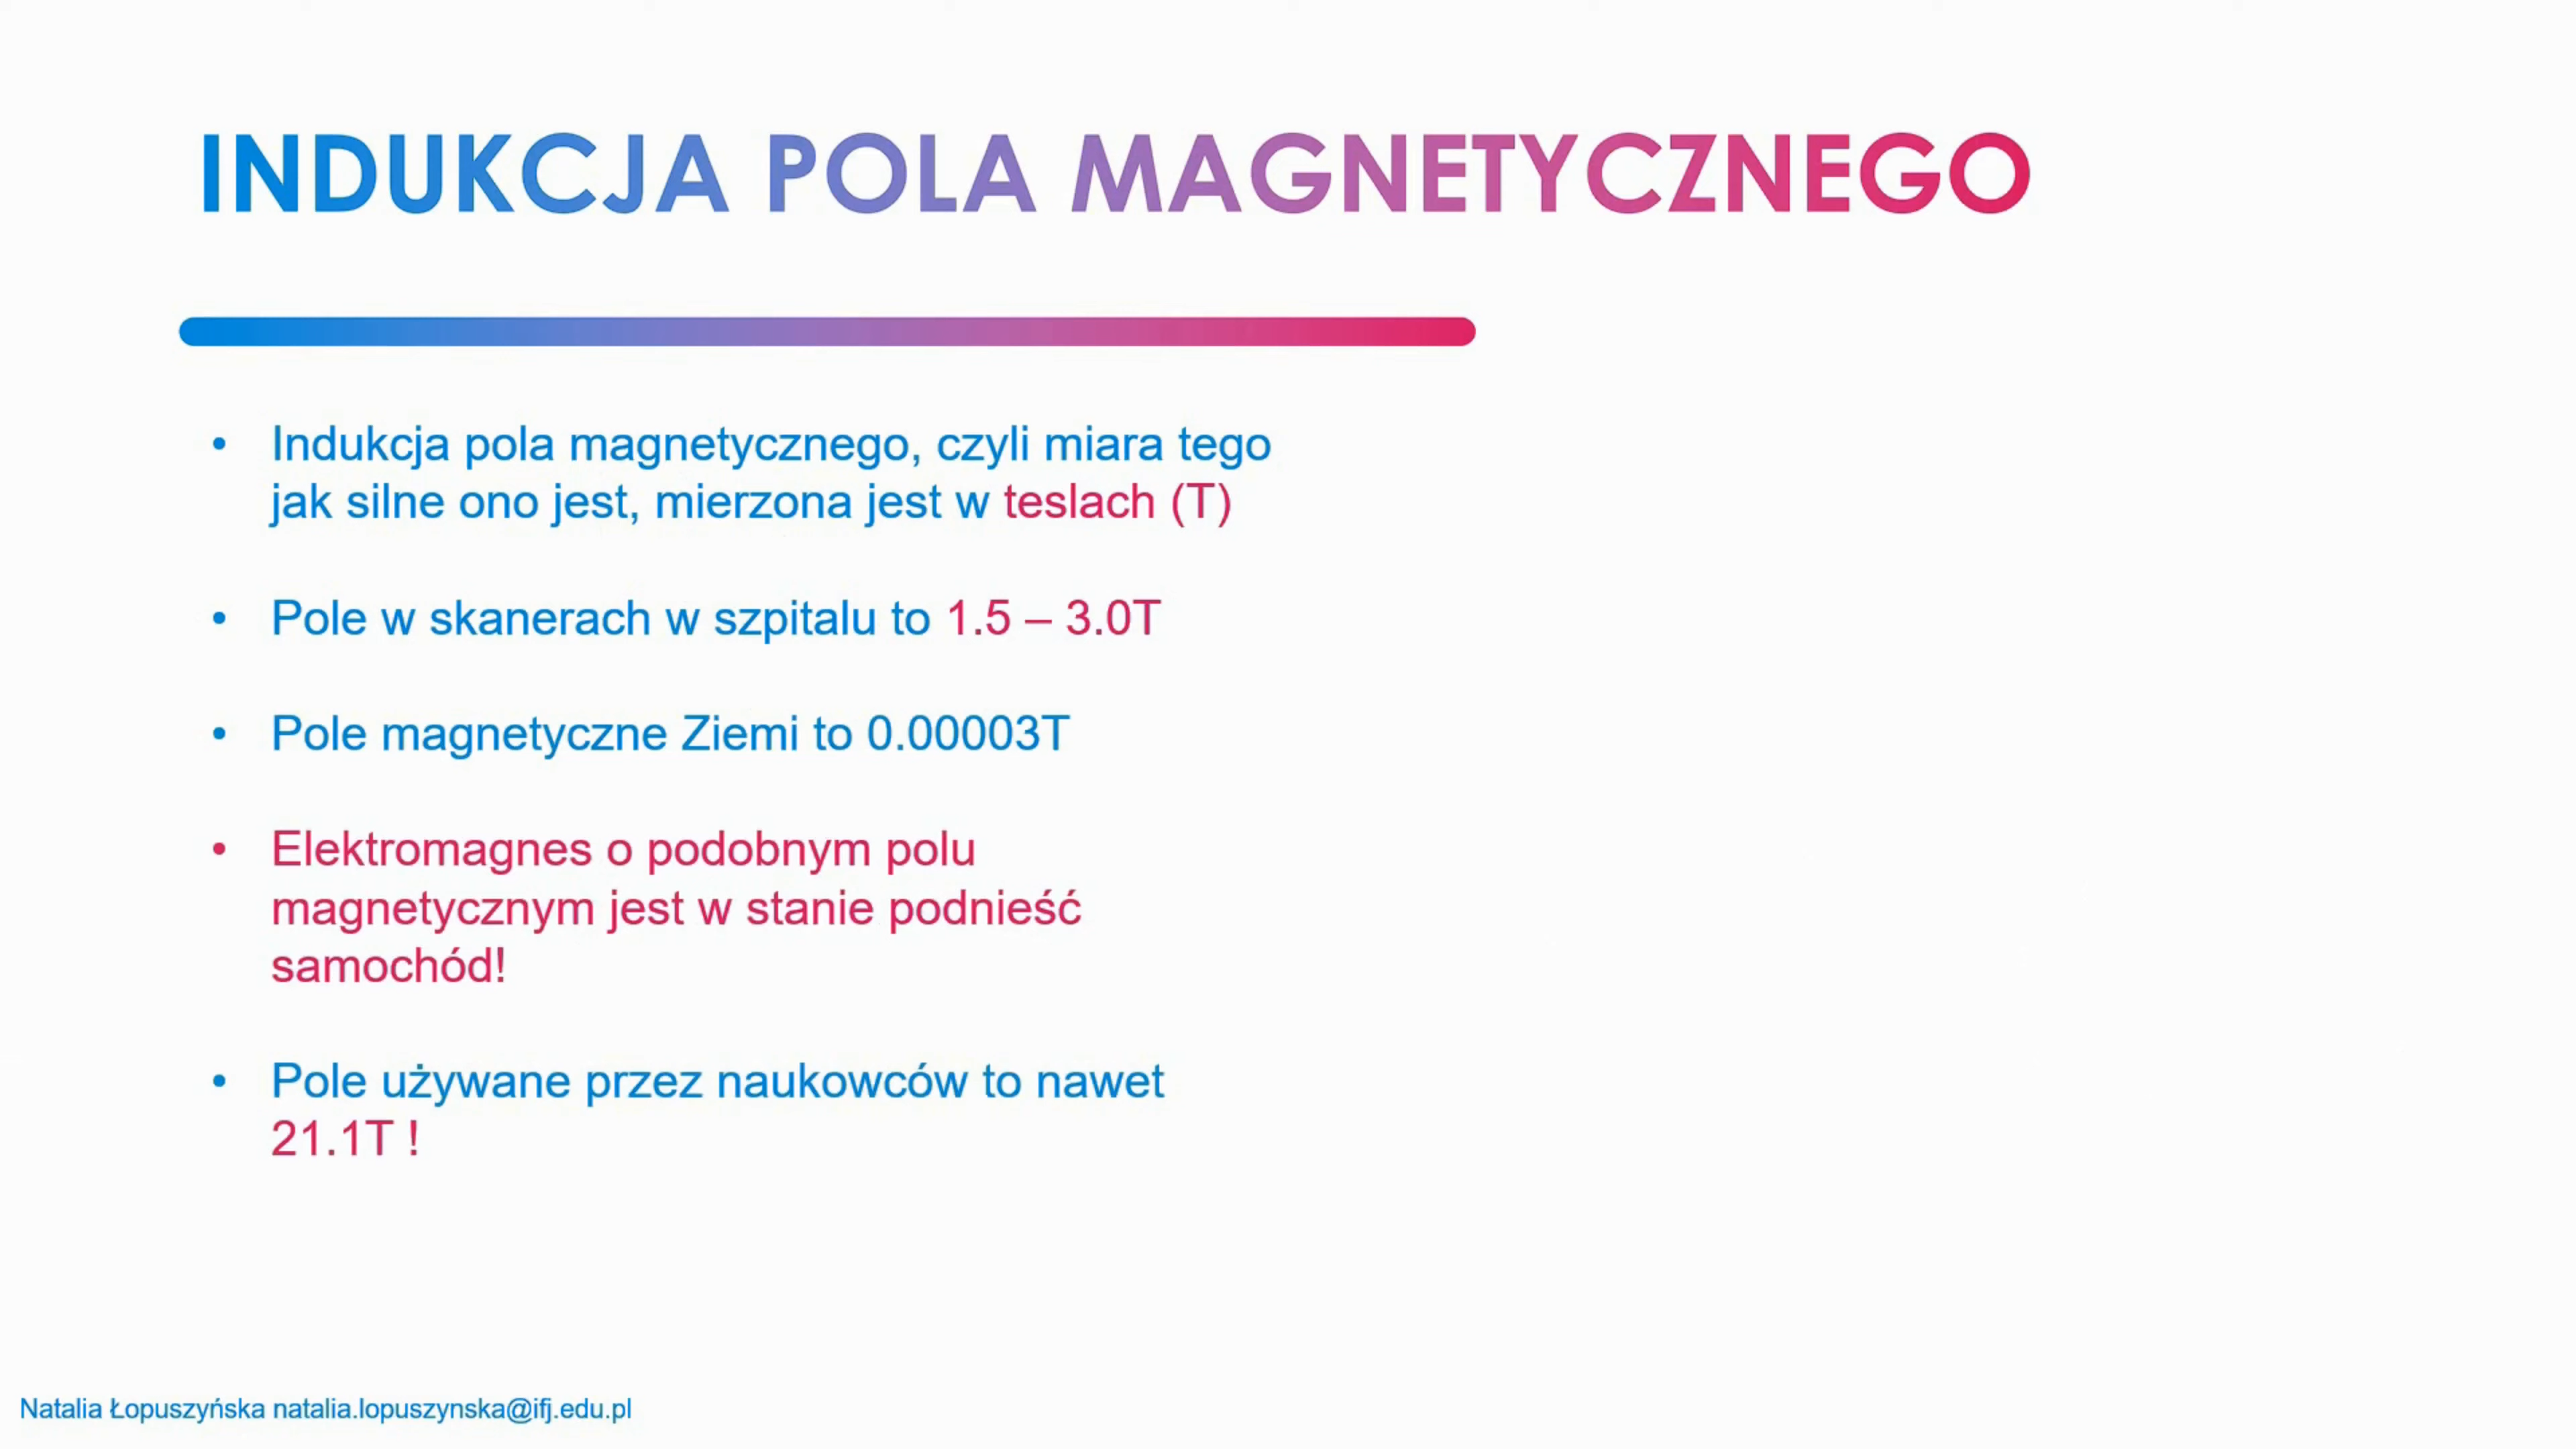 INDUKCJA POLA MAGNETYCZNEGO
• Indukcja pola magnetycznego, czyli miara tego
jak silne ono jest, mierzona jest w teslach (T)
• Pole w skanerach w szpitalu to 1.5 – 3.0T
• Pole magnetyczne Ziemi to 0.00003T
• Elektromagnes o podobnym polu
magnetycznym jest w stanie podnieść
samochód!
• Pole używane przez naukowców to nawet
21.1T !
Natalia Łopuszyńska natalia.lopuszynska@ifj.edu.pl